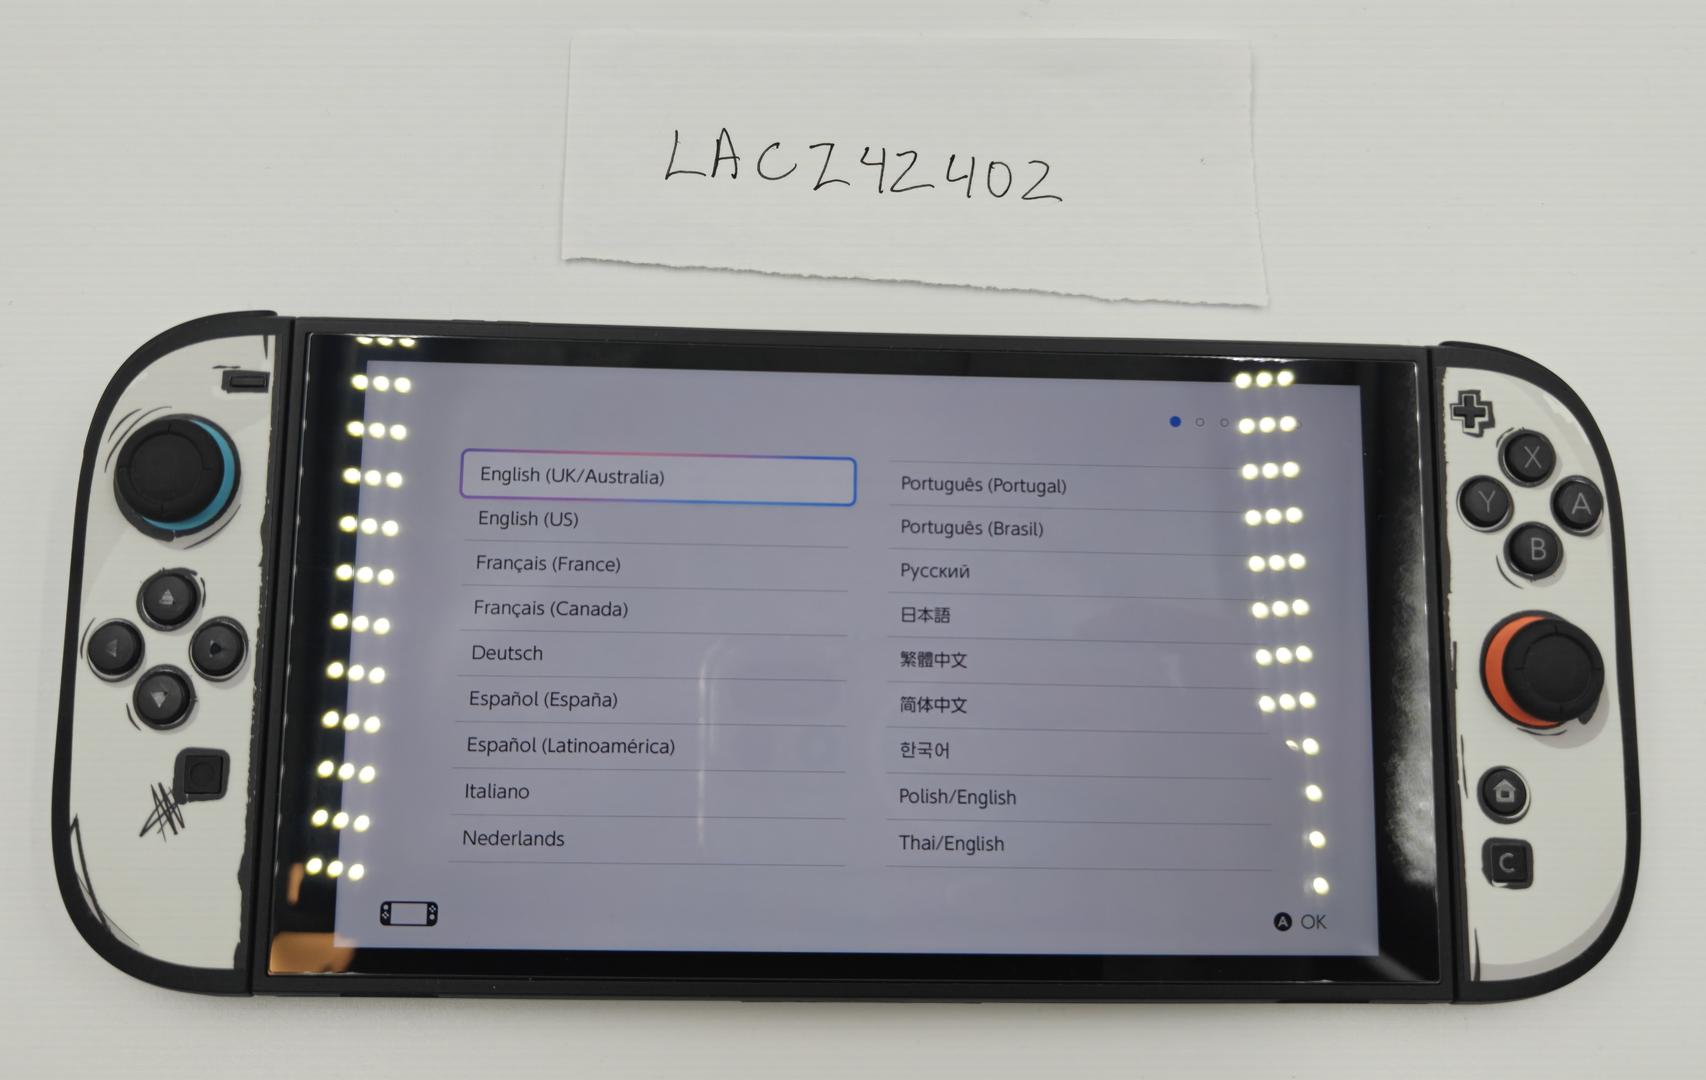 LACZ42402
English (UK/Australia)
English (US)
Français (France)
Français (Canada)
Deutsch
Español (España)
Español (Latinoamérica)
Italiano
Nederlands
Português (Portugal)
Português (Brasil)
Русский
日本語
繁體中文
简体中文
한국어
Polish/English
Thai/English
A OK
X
Y
A
B
C